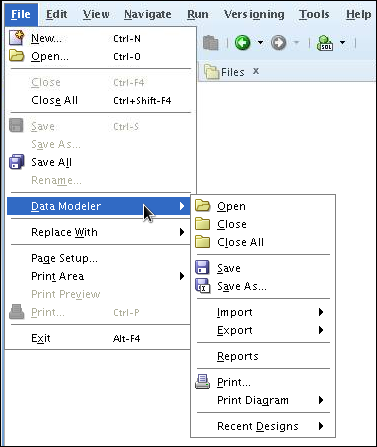 File Edit View Navigate Run Versioning Tools Help
New... Ctrl-N
Open... Ctrl-O
Close Ctrl-F4
Close All Ctrl+Shift-F4
Save Ctrl-S
Save As...
Save All
Rename...
Data Modeler
Replace With
Page Setup...
Print Area
Print Preview
Print... Ctrl-P
Exit Alt-F4
SQL
Files x
Open
Close
Close All
Save
Save As...
Import
Export
Reports
Print...
Print Diagram
Recent Designs